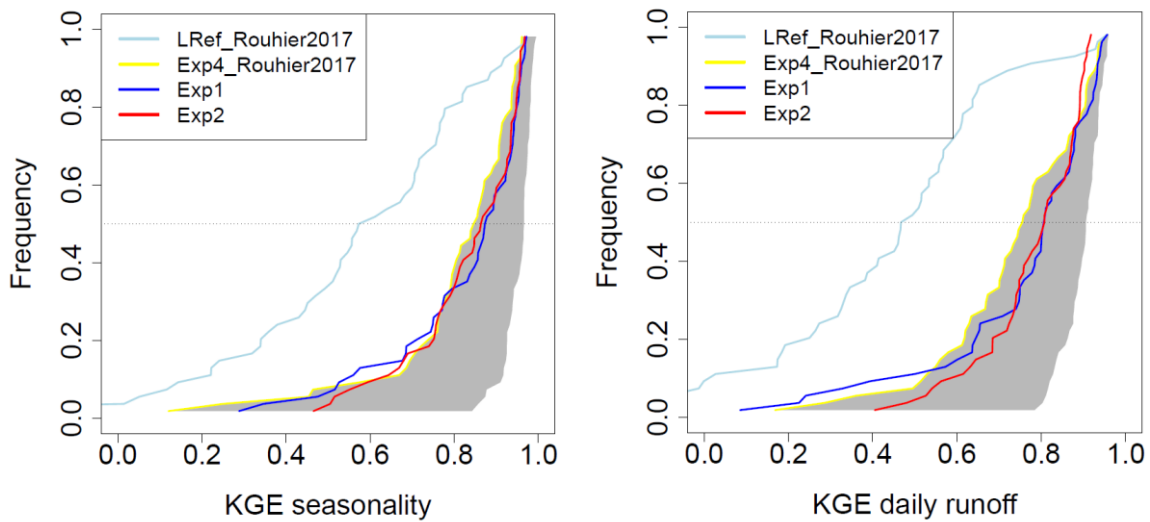 LRef_Rouhier2017
Exp4_Rouhier2017
Exp1
Exp2
Frequency
0.0 0.2 0.4 0.6 0.8 1.0
0.0 0.2 0.4 0.6 0.8 1.0
KGE seasonality
LRef_Rouhier2017
Exp4_Rouhier2017
Exp1
Exp2
Frequency
0.0 0.2 0.4 0.6 0.8 1.0
0.0 0.2 0.4 0.6 0.8 1.0
KGE daily runoff